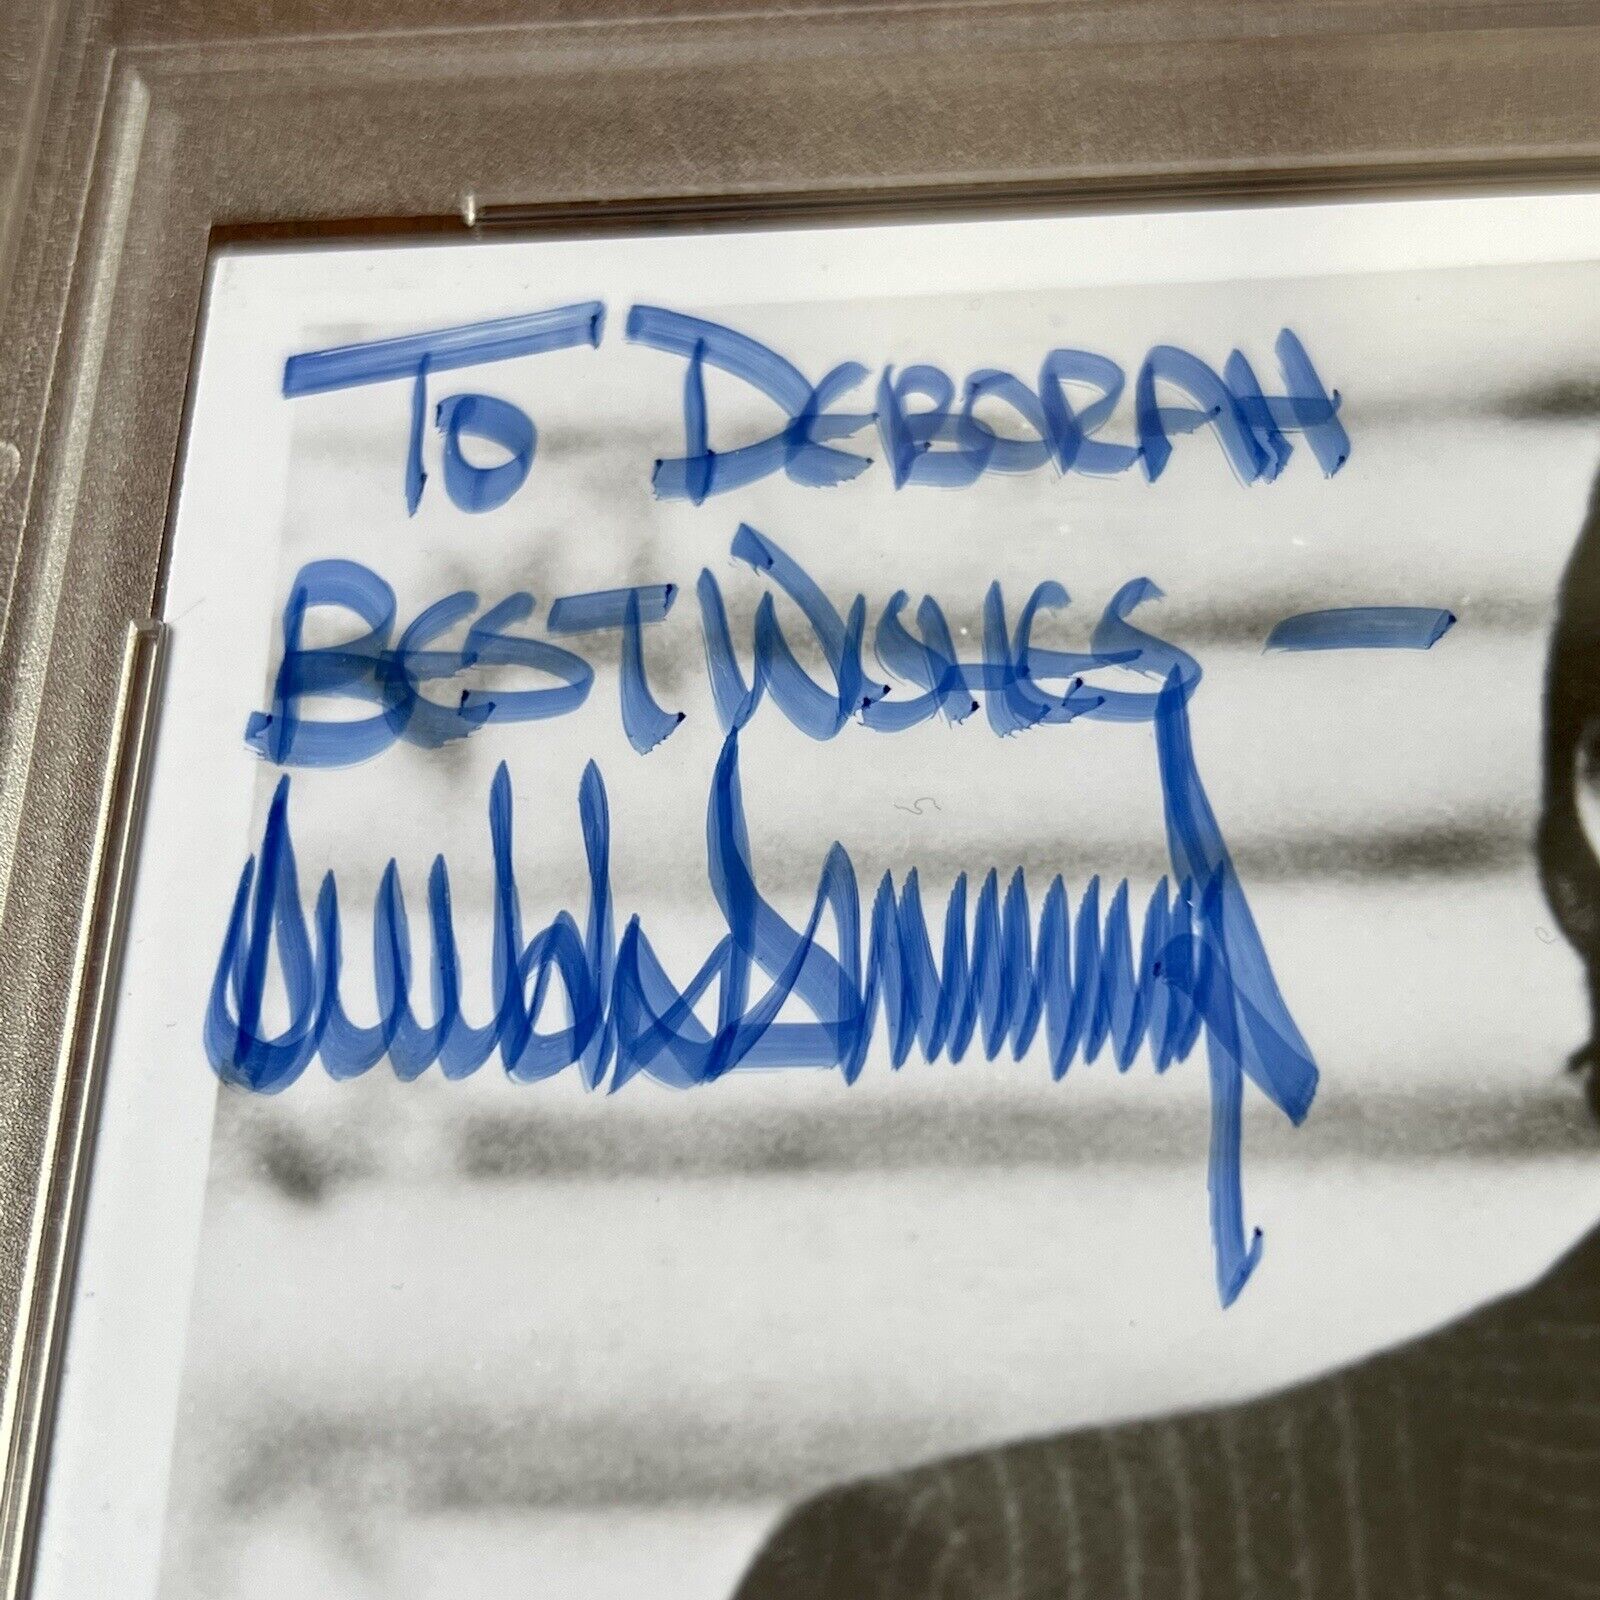 To DEBORAH
BEST WISHES –